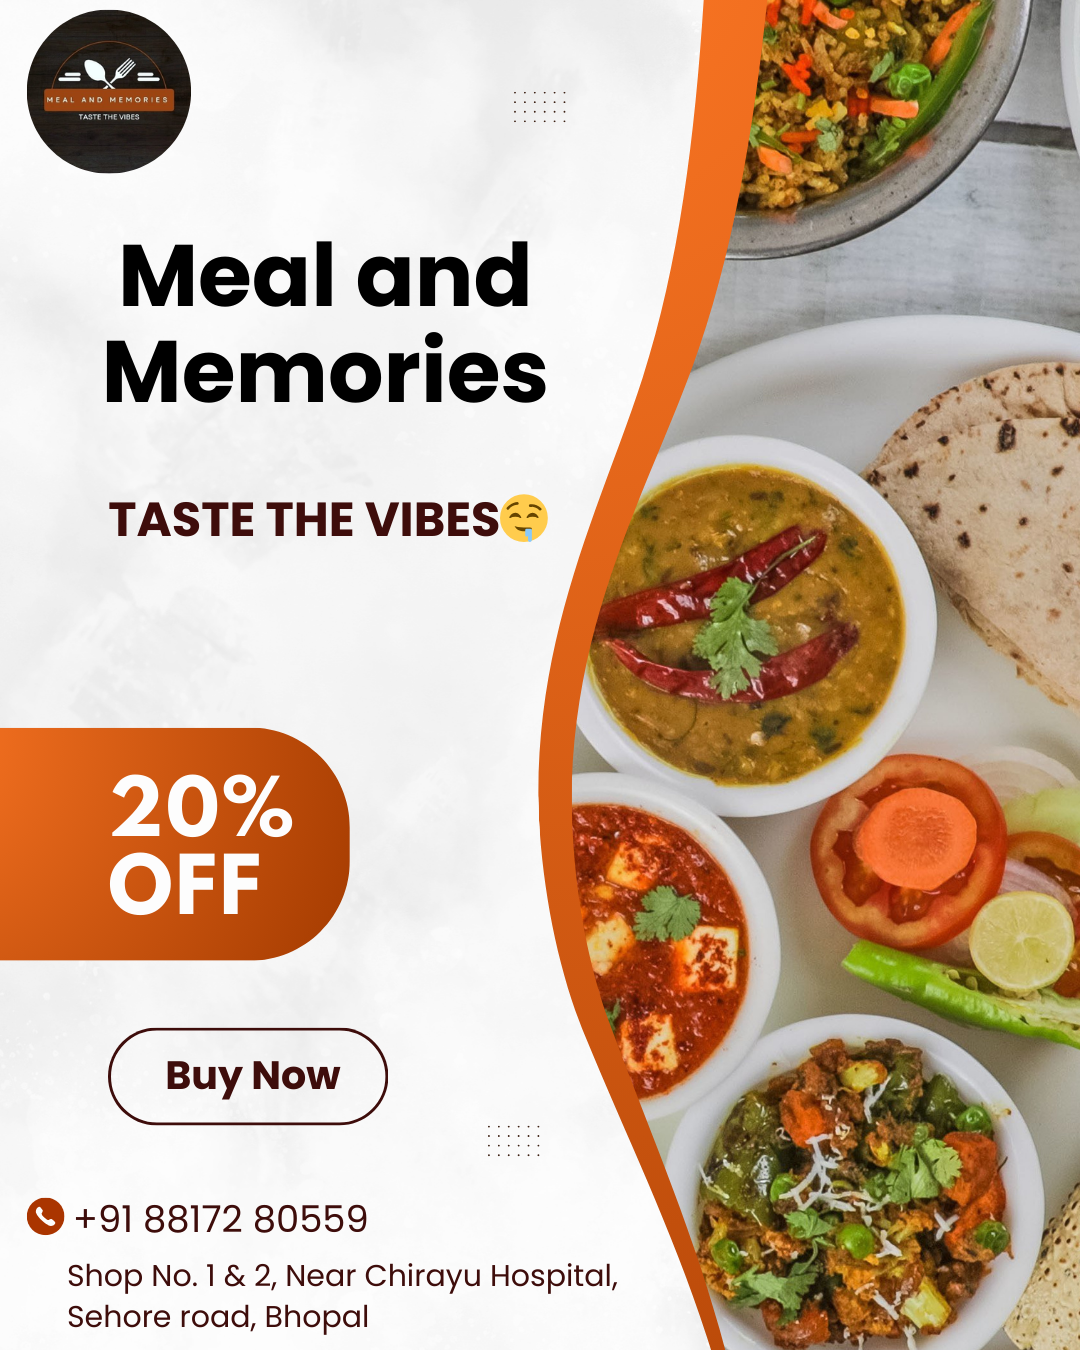 MEAL AND MEMORIES
TASTE THE VIBES
Meal and
Memories
TASTE THE VIBES🤤
20%
OFF
Buy Now
+91 88172 80559
Shop No. 1 & 2, Near Chirayu Hospital,
Sehore road, Bhopal